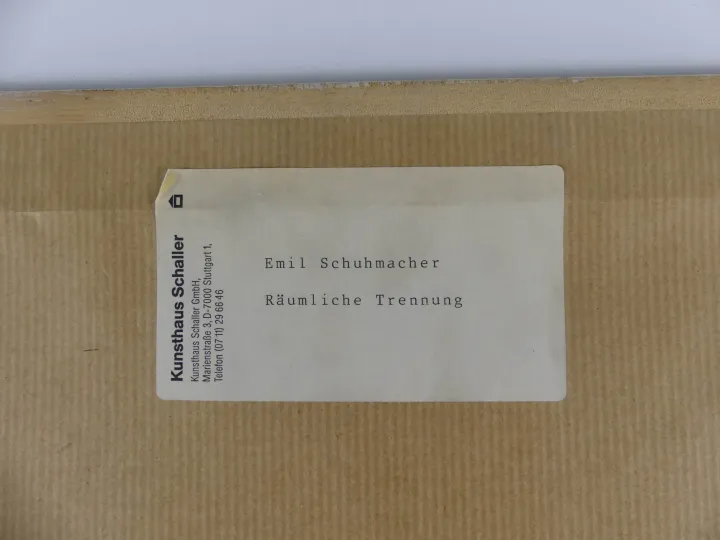 Kunsthaus Schaller
Kunsthaus Schaller GmbH,
Marienstraße 3, D-7000 Stuttgart 1,
Telefon (07 11) 29 66 46
Emil Schuhmacher
Räumliche Trennung